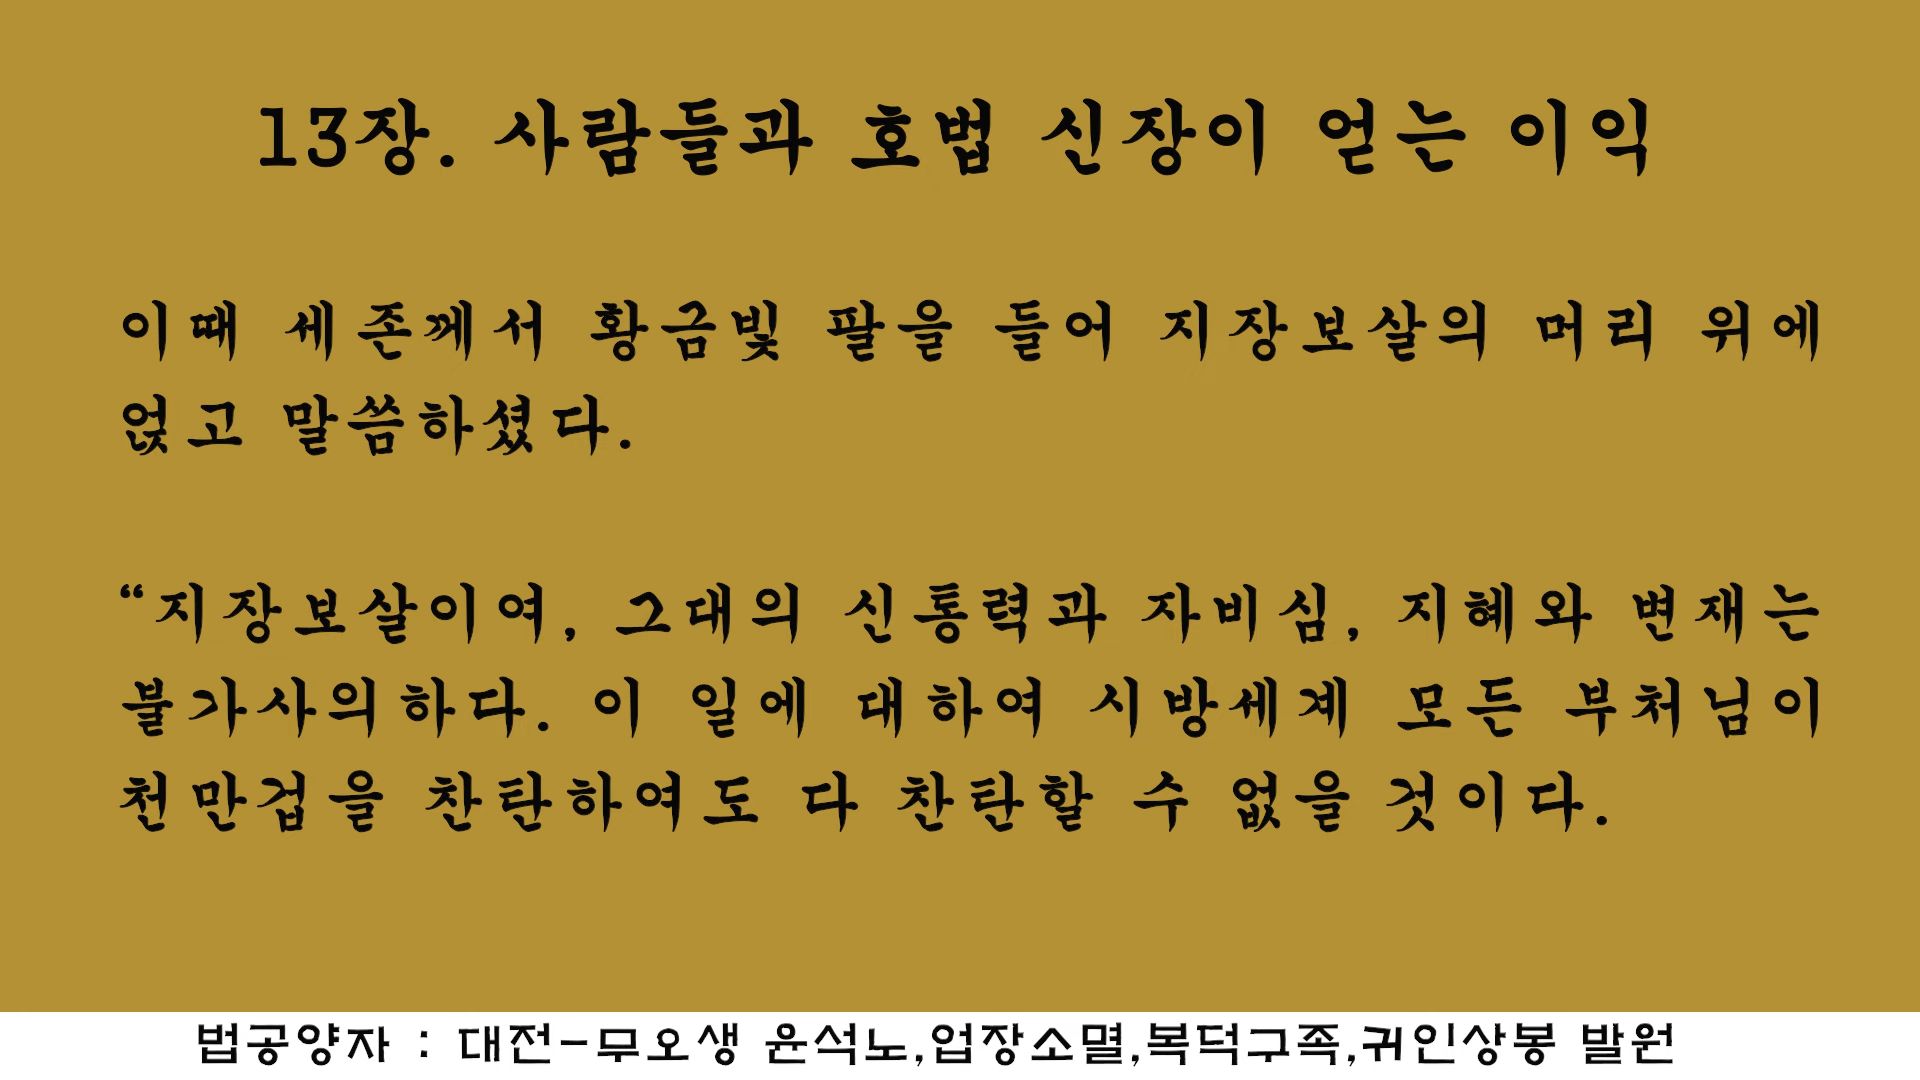 13장. 사람들과 호법 신장이 얻는 이익
이때 세존께서 황금빛 팔을 들어 지장보살의 머리 위에
얹고 말씀하셨다.
“지장보살이여, 그대의 신통력과 자비심, 지혜와 변재는
불가사의하다. 이 일에 대하여 시방세계 모든 부처님이
천만겁을 찬탄하여도 다 찬탄할 수 없을 것이다.
법공양자 : 대전-무오생 윤석노,업장소멸,복덕구족,귀인상봉 발원